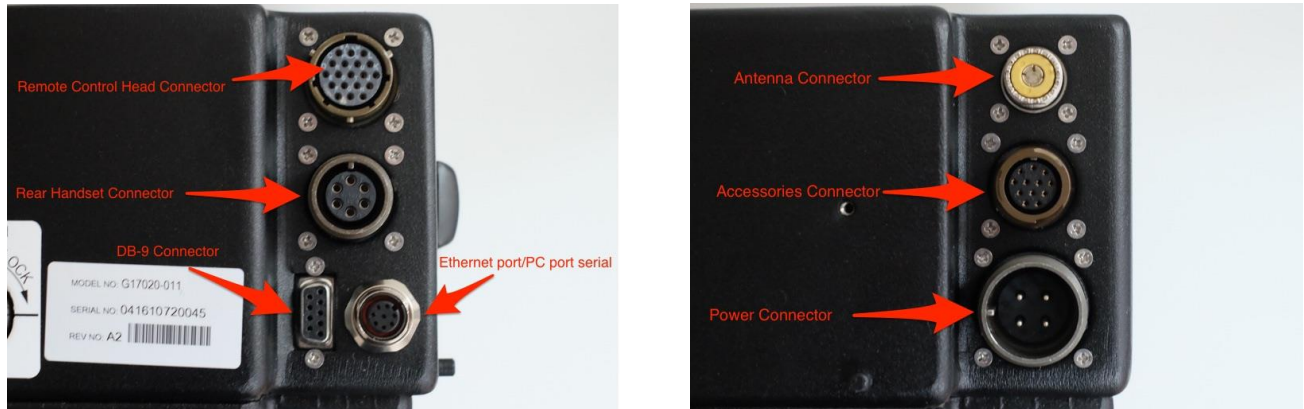 Remote Control Head Connector
Rear Handset Connector
DB-9 Connector
Ethernet port/PC port serial
OCK
MODEL NO: G17020-011
SERIAL NO: 041610720045
REV NO: A2
Antenna Connector
Accessories Connector
Power Connector